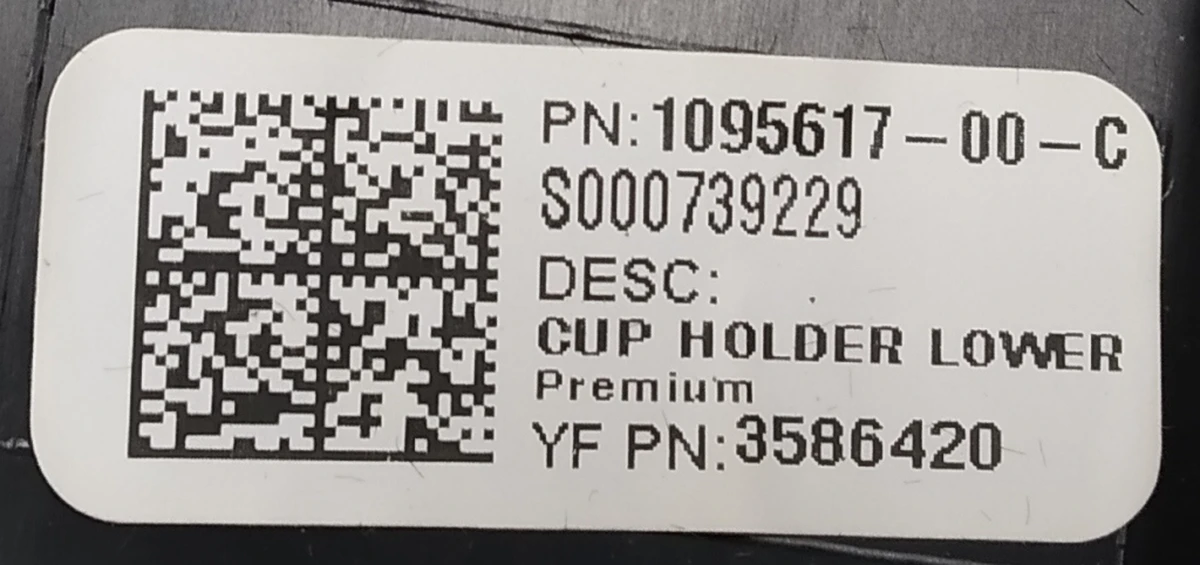 PN:1095617-00-C
S000739229
DESC:
CUP HOLDER LOWER
Premium
YF PN:3586420